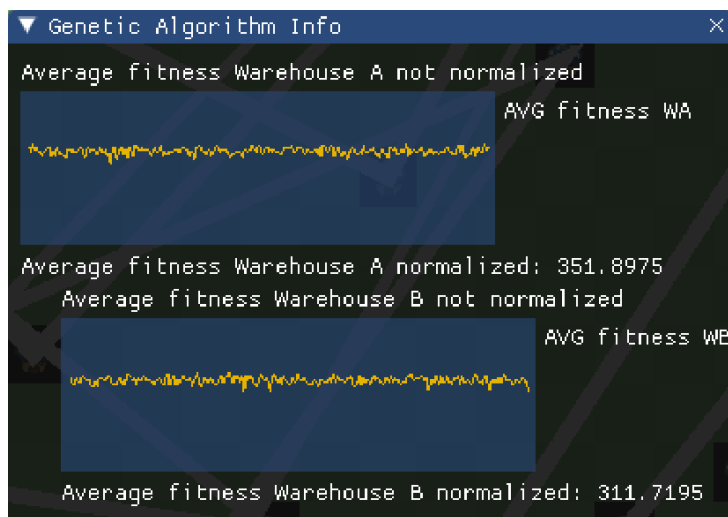 Genetic Algorithm Info
Average fitness Warehouse A not normalized
AVG fitness WA
Average fitness Warehouse A normalized: 351.8975
Average fitness Warehouse B not normalized
AVG fitness WB
Average fitness Warehouse B normalized: 311.7195